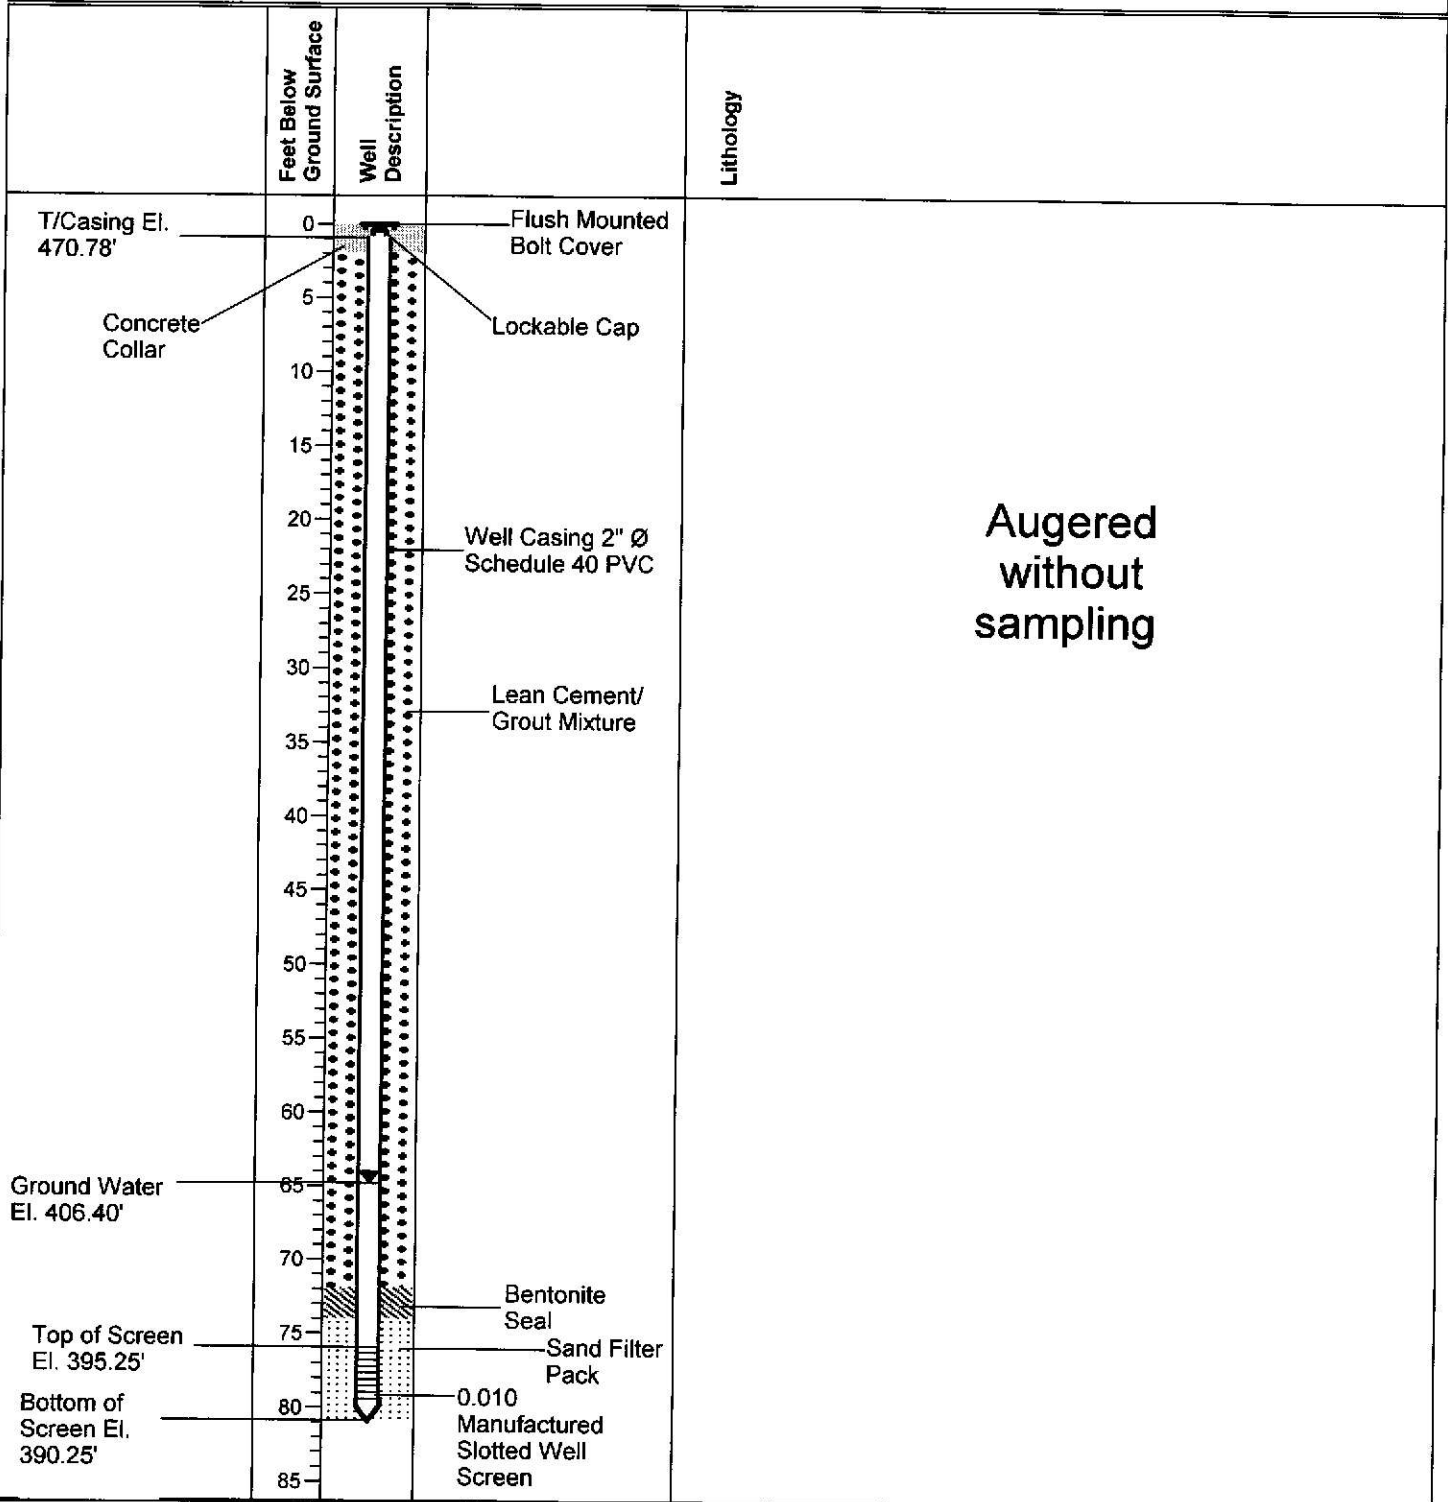 Feet Below
Ground Surface
Well
Description
Lithology
T/Casing El.
470.78'
Concrete
Collar
0
5
10
15
20
25
30
35
40
45
50
55
60
65
70
75
80
85
Flush Mounted
Bolt Cover
Lockable Cap
Well Casing 2" Ø
Schedule 40 PVC
Lean Cement/
Grout Mixture
Augered
without
sampling
Ground Water
El. 406.40'
Bentonite
Seal
Top of Screen
El. 395.25'
Sand Filter
Pack
Bottom of
Screen El.
390.25'
0.010
Manufactured
Slotted Well
Screen